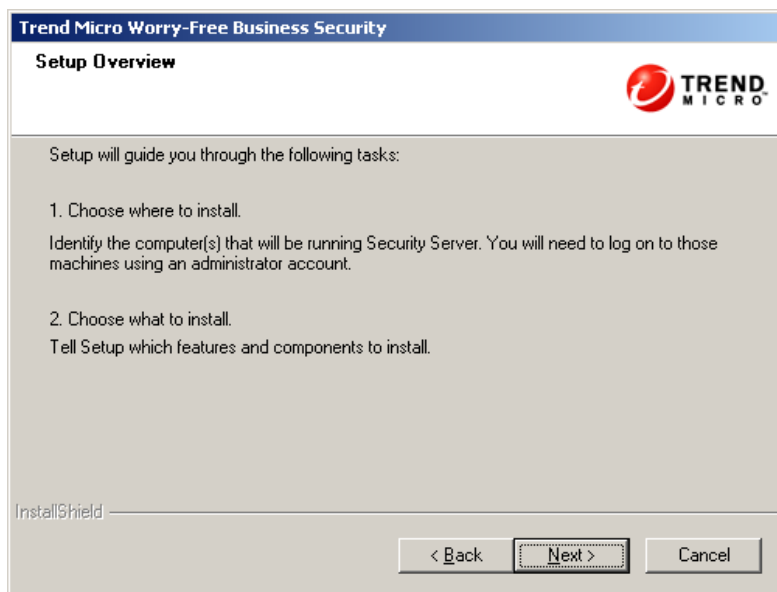 Trend Micro Worry-Free Business Security
Setup Overview
TREND
MICRO
Setup will guide you through the following tasks:
1. Choose where to install.
Identify the computer(s) that will be running Security Server. You will need to log on to those
machines using an administrator account.
2. Choose what to install.
Tell Setup which features and components to install.
InstallShield
< Back
Next >
Cancel